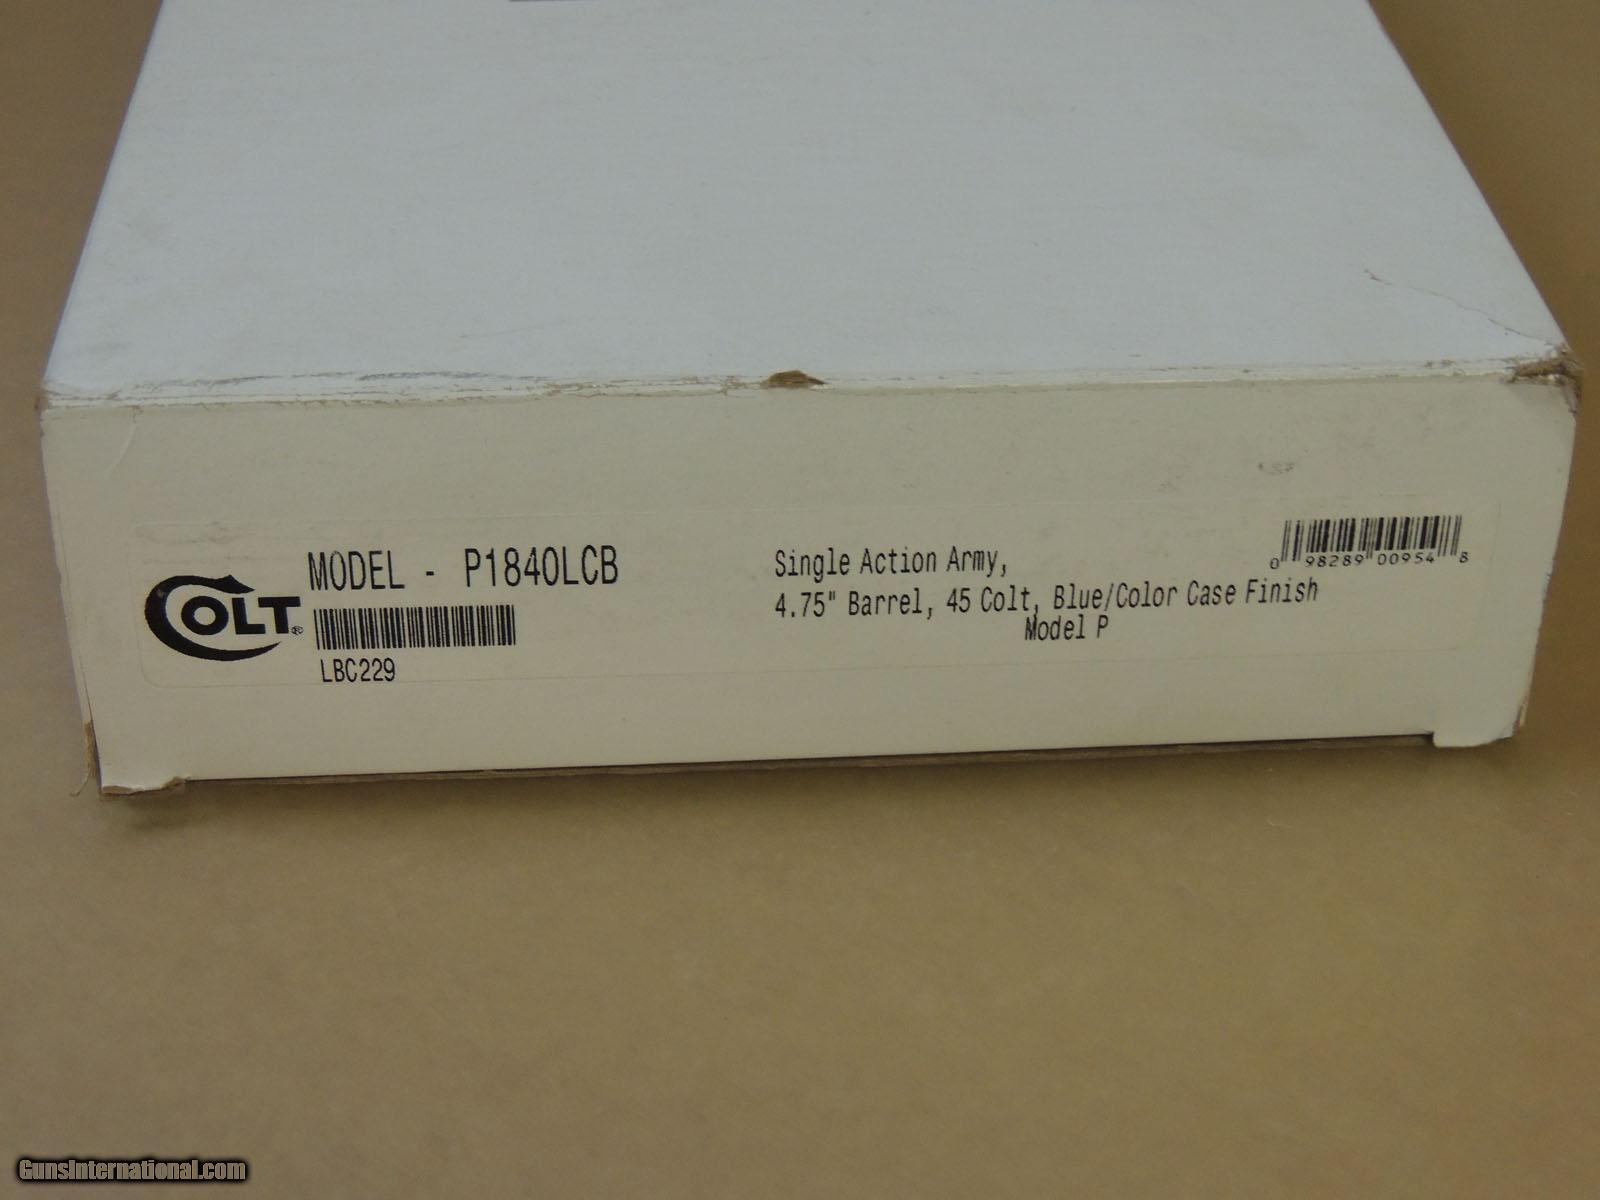 COLT®
MODEL - P1840LCB
LBC229
Single Action Army,
4.75" Barrel, 45 Colt, Blue/Color Case Finish
Model P
0 98289 00954 8
GunsInternational.com